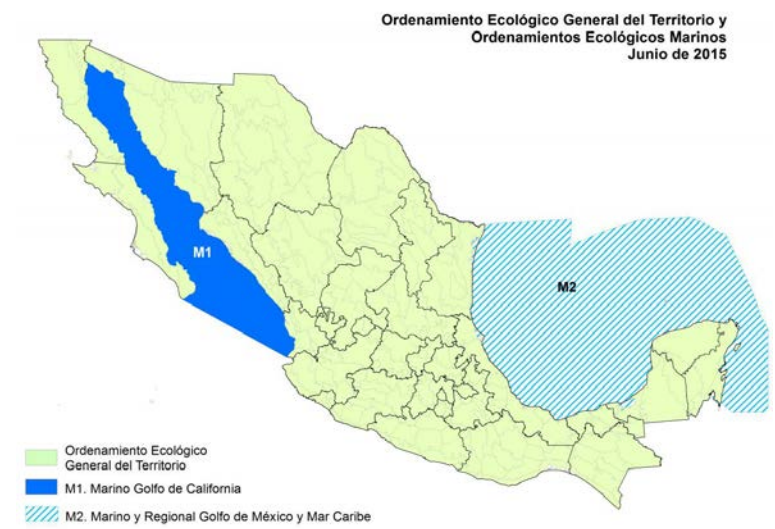 Ordenamiento Ecológico General del Territorio y
Ordenamientos Ecológicos Marinos
Junio de 2015
M1
M2
Ordenamiento Ecológico
General del Territorio
M1. Marino Golfo de California
M2. Marino y Regional Golfo de México y Mar Caribe